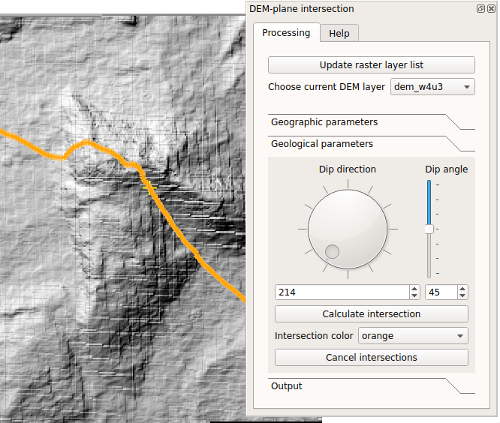 DEM-plane intersection
Processing
Help
Update raster layer list
Choose current DEM layer dem_w4u3
Geographic parameters
Geological parameters
Dip direction Dip angle
214 45
Calculate intersection
Intersection color orange
Cancel intersections
Output